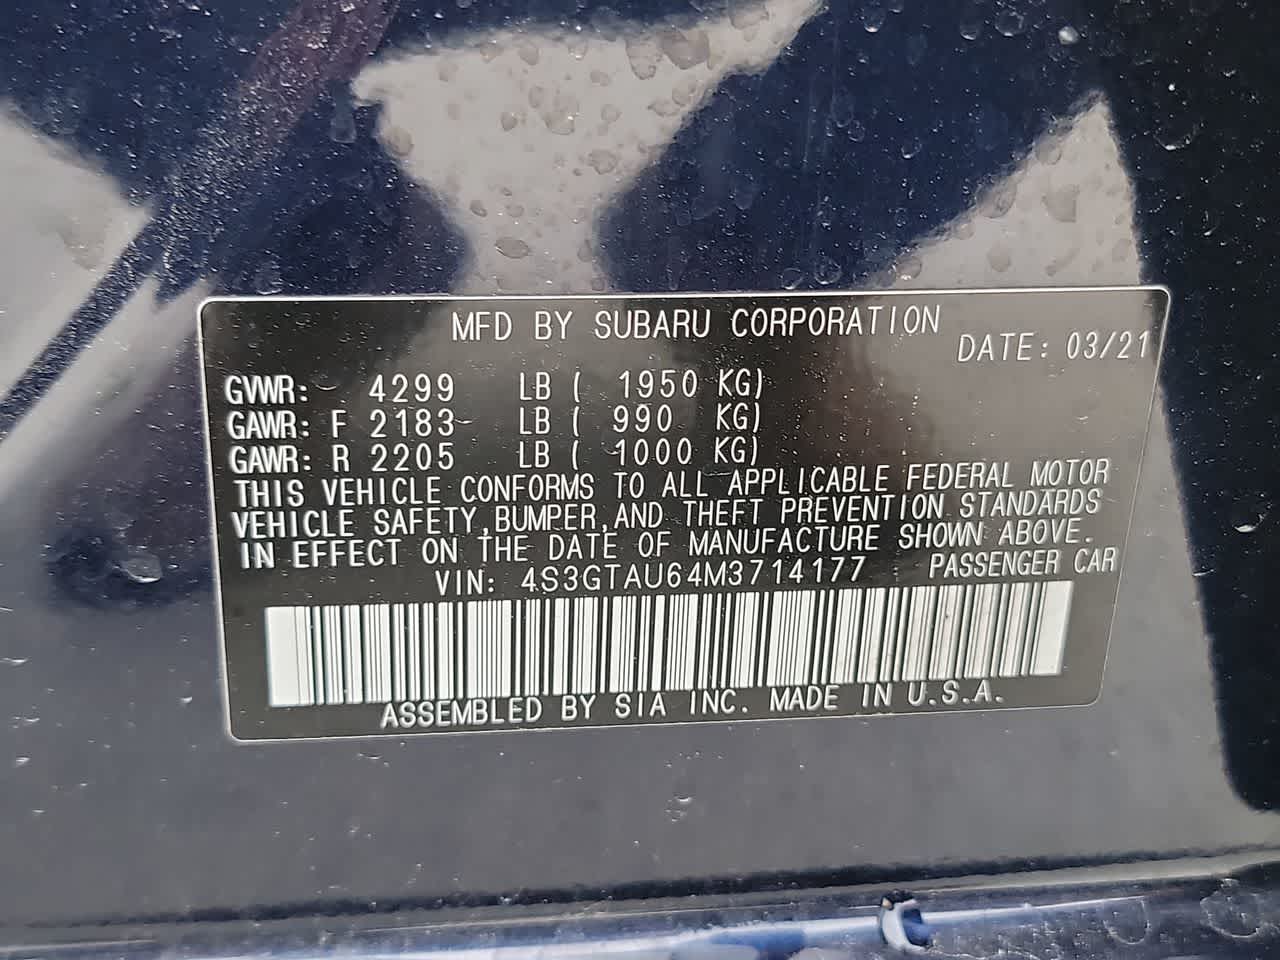 MFD BY SUBARU CORPORATION
DATE: 03/21
GVWR: 4299 LB ( 1950 KG)
GAWR: F 2183 LB ( 990 KG)
GAWR: R 2205 LB ( 1000 KG)
THIS VEHICLE CONFORMS TO ALL APPLICABLE FEDERAL MOTOR
VEHICLE SAFETY,BUMPER,AND THEFT PREVENTION STANDARDS
IN EFFECT ON THE DATE OF MANUFACTURE SHOWN ABOVE.
VIN: 4S3GTAU64M3714177 PASSENGER CAR
ASSEMBLED BY SIA INC. MADE IN U.S.A.